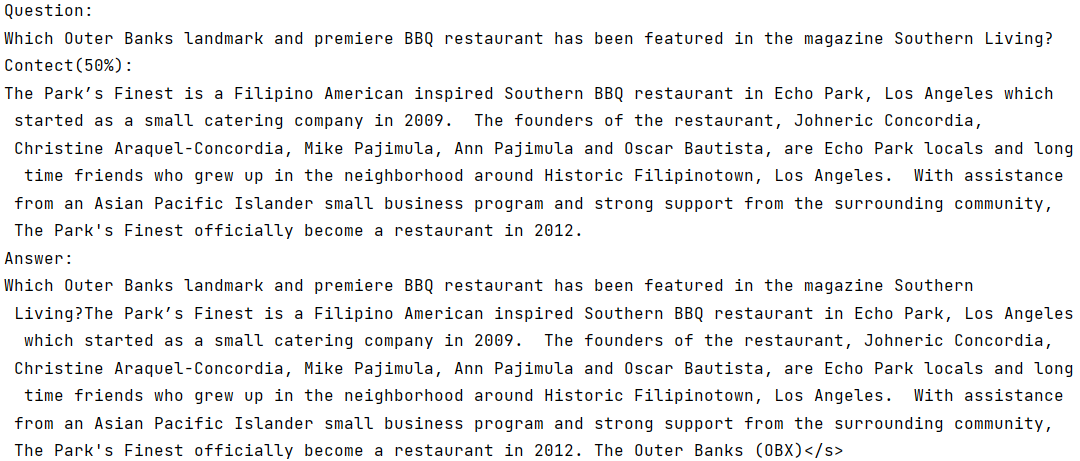 Question:
Which Outer Banks landmark and premiere BBQ restaurant has been featured in the magazine Southern Living?
Contect(50%):
The Park’s Finest is a Filipino American inspired Southern BBQ restaurant in Echo Park, Los Angeles which
started as a small catering company in 2009.  The founders of the restaurant, Johneric Concordia,
Christine Araquel-Concordia, Mike Pajimula, Ann Pajimula and Oscar Bautista, are Echo Park locals and long
time friends who grew up in the neighborhood around Historic Filipinotown, Los Angeles.  With assistance
from an Asian Pacific Islander small business program and strong support from the surrounding community,
The Park's Finest officially become a restaurant in 2012.
Answer:
Which Outer Banks landmark and premiere BBQ restaurant has been featured in the magazine Southern
Living?The Park’s Finest is a Filipino American inspired Southern BBQ restaurant in Echo Park, Los Angeles
which started as a small catering company in 2009.  The founders of the restaurant, Johneric Concordia,
Christine Araquel-Concordia, Mike Pajimula, Ann Pajimula and Oscar Bautista, are Echo Park locals and long
time friends who grew up in the neighborhood around Historic Filipinotown, Los Angeles.  With assistance
from an Asian Pacific Islander small business program and strong support from the surrounding community,
The Park's Finest officially become a restaurant in 2012. The Outer Banks (OBX)</s>